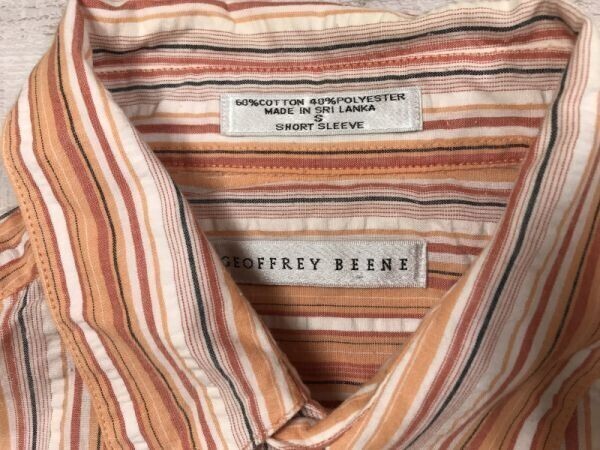 60%COTTON 40%POLYESTER
MADE IN SRI LANKA
S
SHORT SLEEVE
GEOFFREY BEENE